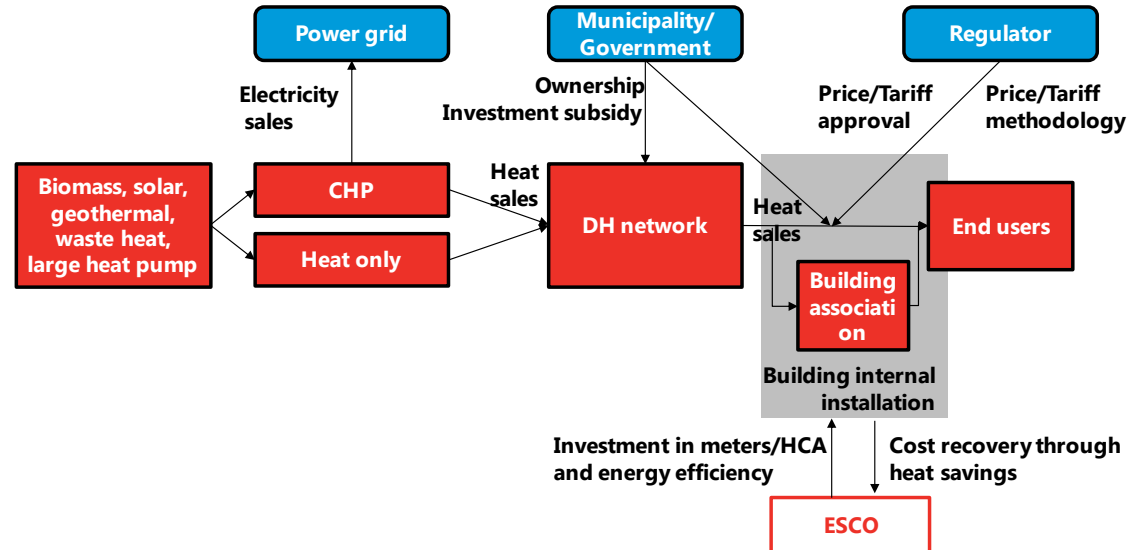 Power grid
Municipality/
Government
Regulator
Electricity
sales
Ownership
Investment subsidy
Price/Tariff
approval
Price/Tariff
methodology
Biomass, solar,
geothermal,
waste heat,
large heat pump
CHP
Heat only
Heat
sales
DH network
Heat
sales
End users
Building
associati
on
Building internal
installation
Investment in meters/HCA
and energy efficiency
Cost recovery through
heat savings
ESCO